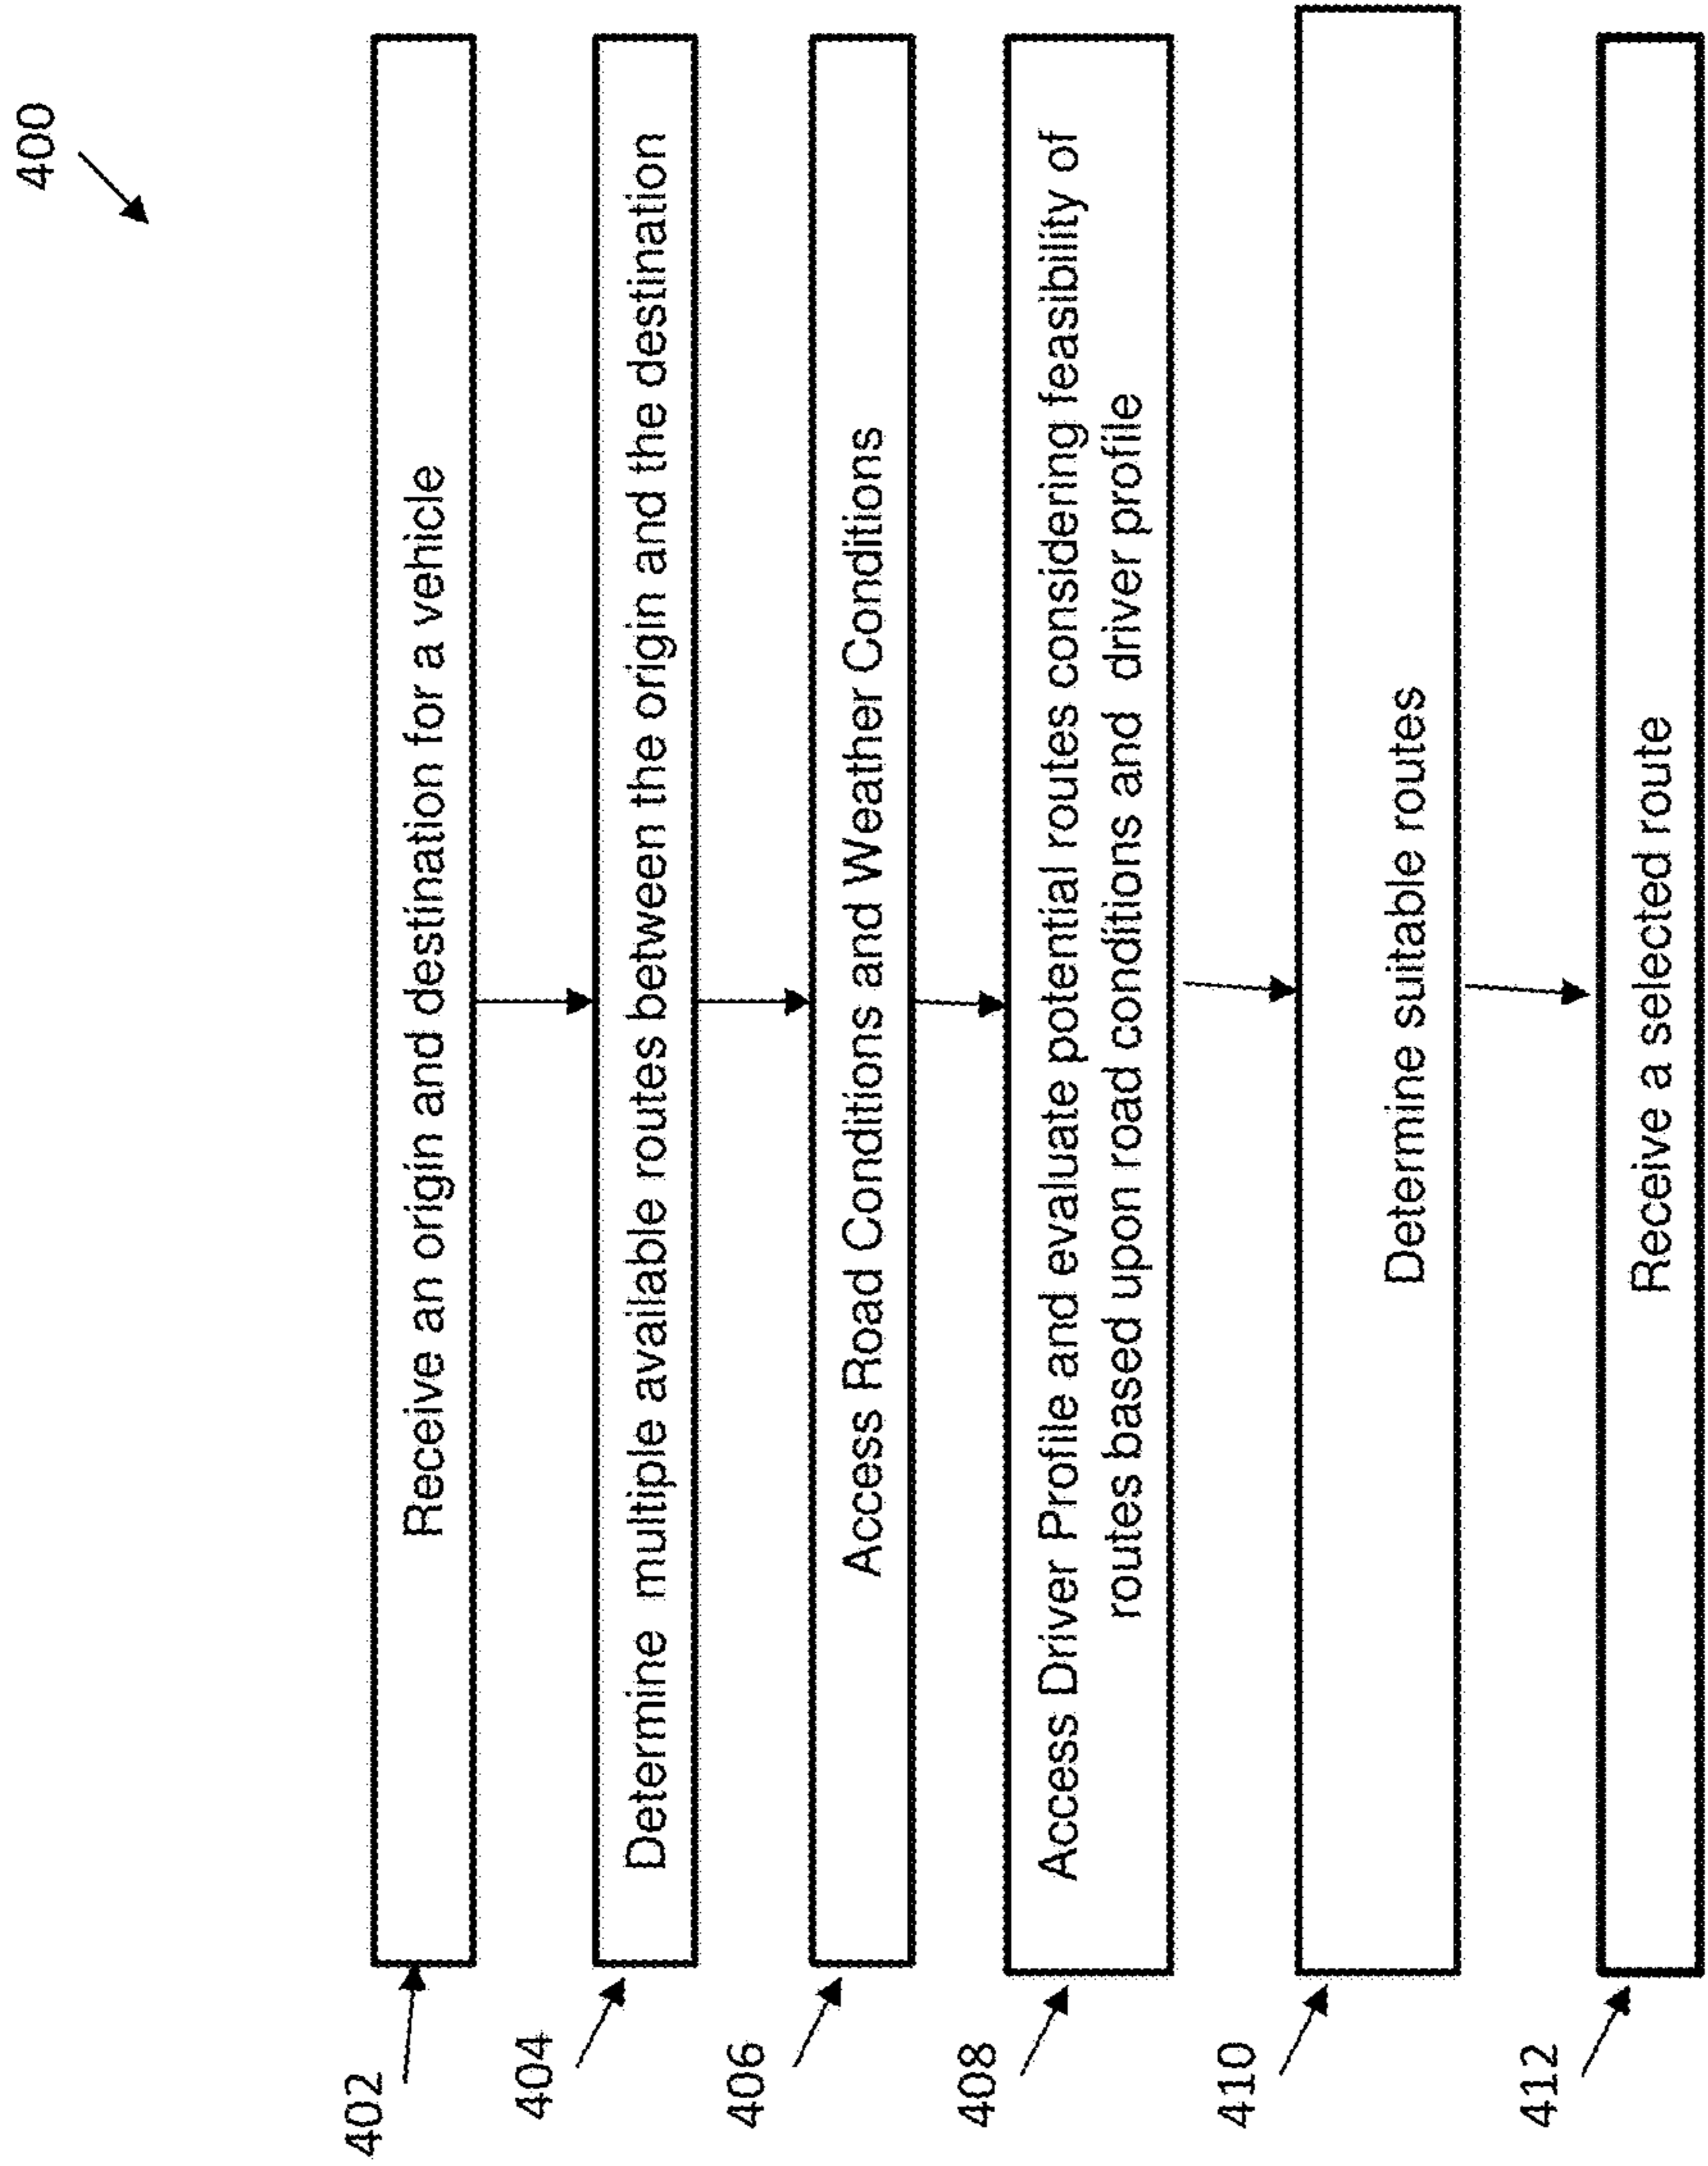 400
402
Receive an origin and destination for a vehicle
404
Determine multiple available routes between the origin and the destination
406
Access Road Conditions and Weather Conditions
408
Access Driver Profile and evaluate potential routes considering feasibility of
routes based upon road conditions and driver profile
410
Determine suitable routes
412
Receive a selected route